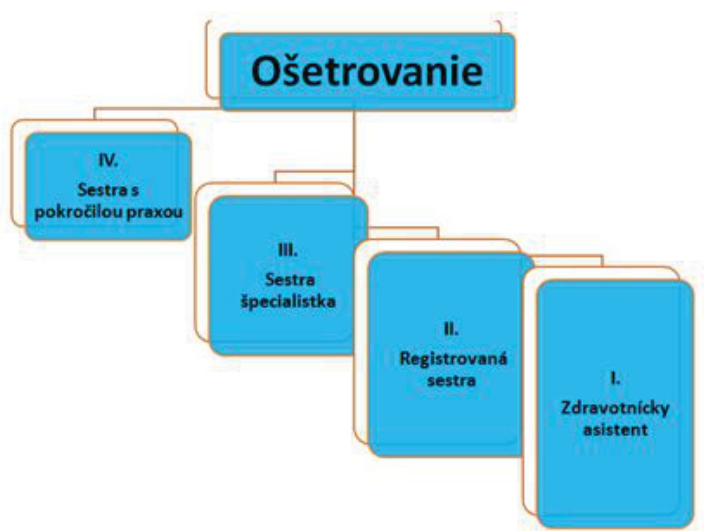 Ošetrovanie
IV.
Sestra s
pokročilou praxou
III.
Sestra
špecialistka
II.
Registrovaná
sestra
I.
Zdravotnícky
asistent